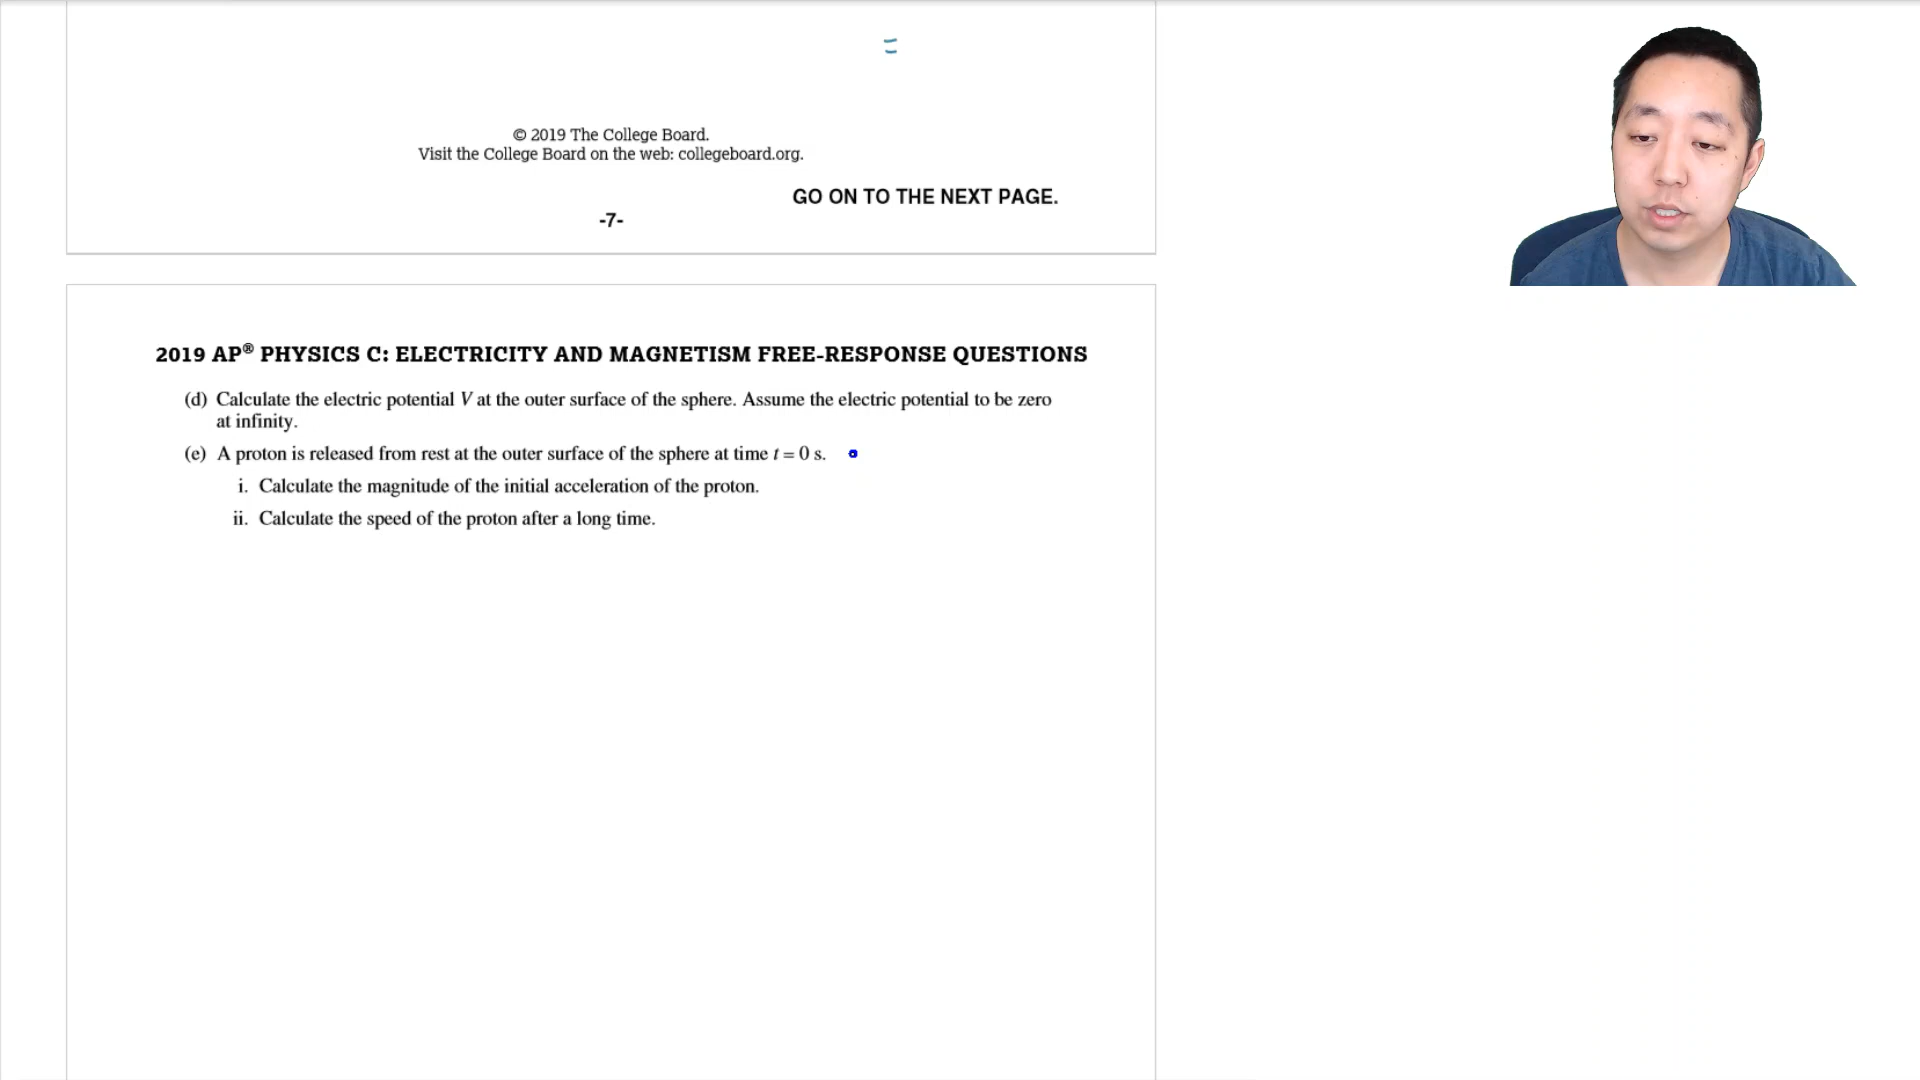 =
© 2019 The College Board.
Visit the College Board on the web: collegeboard.org.
GO ON TO THE NEXT PAGE.
-7-
2019 AP® PHYSICS C: ELECTRICITY AND MAGNETISM FREE-RESPONSE QUESTIONS
(d) Calculate the electric potential V at the outer surface of the sphere. Assume the electric potential to be zero
at infinity.
(e) A proton is released from rest at the outer surface of the sphere at time t = 0 s.
i. Calculate the magnitude of the initial acceleration of the proton.
ii. Calculate the speed of the proton after a long time.